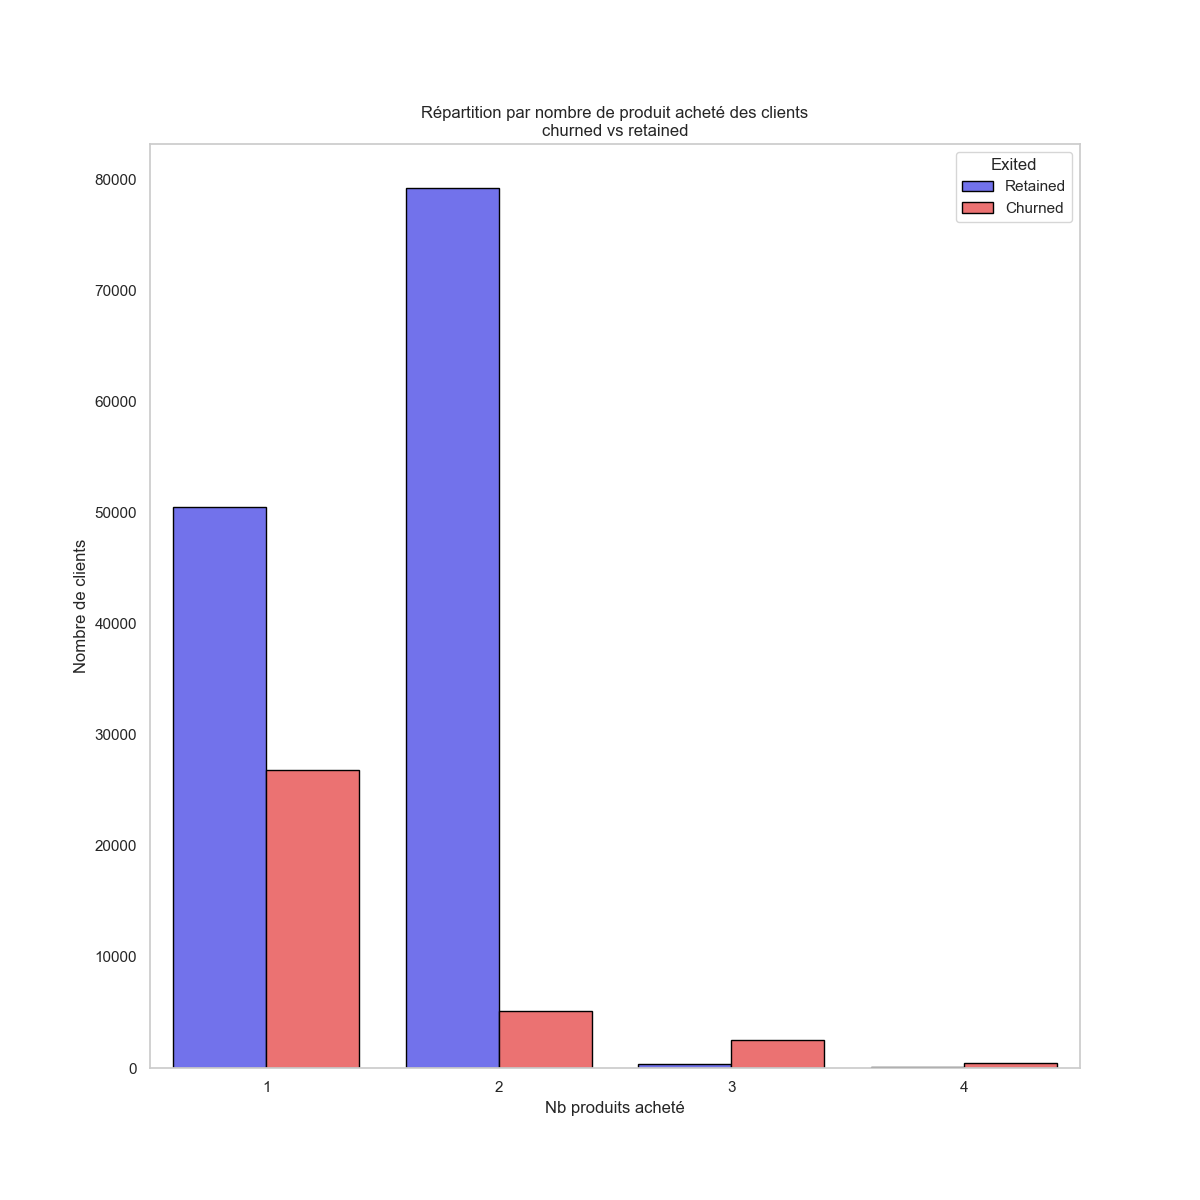 Répartition par nombre de produit acheté des clients
churned vs retained
Exited
Retained
Churned
80000
70000
60000
50000
40000
30000
20000
10000
0
Nombre de clients
1
2
3
4
Nb produits acheté